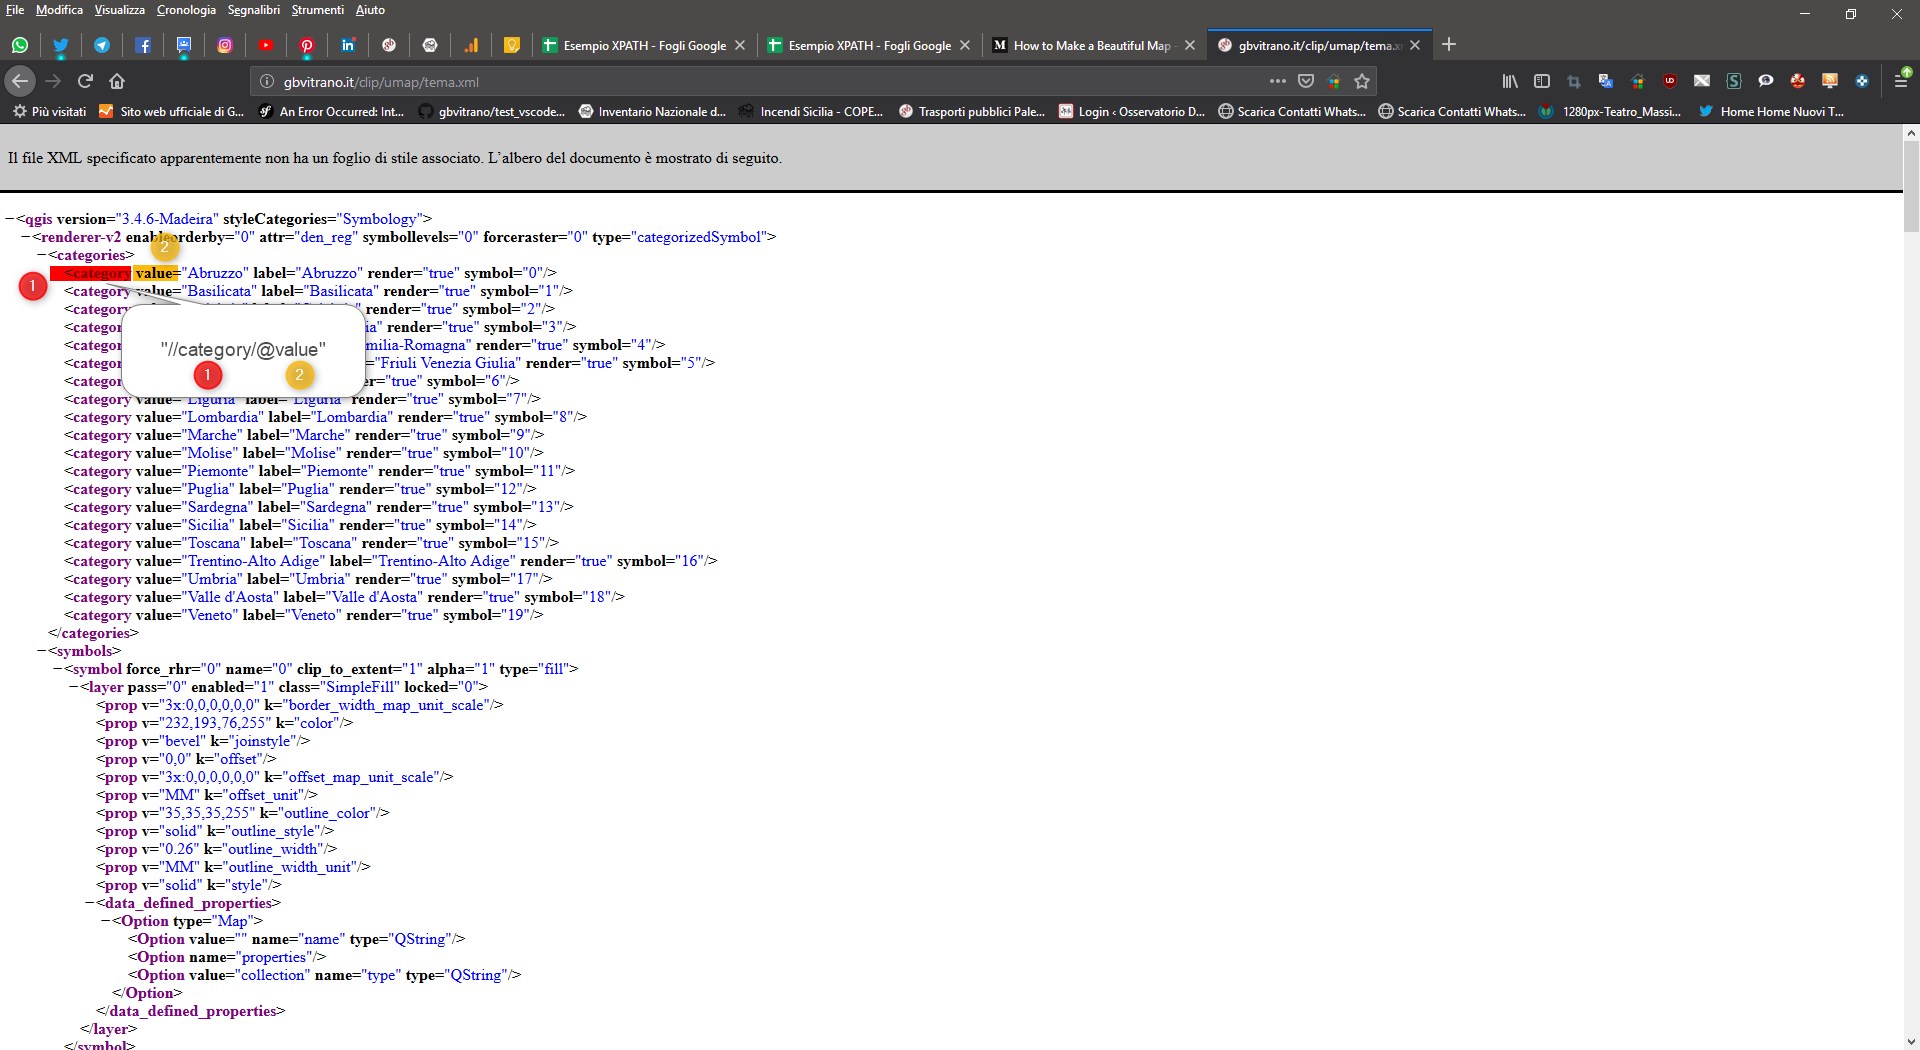 File Modifica Visualizza Cronologia Segnalibri Strumenti Aiuto
Esempio XPATH - Fogli Google
Esempio XPATH - Fogli Google
How to Make a Beautiful Map -
gbvitrano.it/clip/umap/tema.x
gbvitrano.it/clip/umap/tema.xml
Più visitati Sito web ufficiale di G... An Error Occurred: Int... gbvitrano/test_vscode... Inventario Nazionale d... Incendi Sicilia - COPE... Trasporti pubblici Pale... Login ‹ Osservatorio D... Scarica Contatti Whats... Scarica Contatti Whats... 1280px-Teatro_Massi... Home Home Nuovi T...
Il file XML specificato apparentemente non ha un foglio di stile associato. L'albero del documento è mostrato di seguito.
−<qgis version="3.4.6-Madeira" styleCategories="Symbology">
−<renderer-v2 enableorderby="0" attr="den_reg" symbollevels="0" forceraster="0" type="categorizedSymbol">
2
−<categories>
<category value="Abruzzo" label="Abruzzo" render="true" symbol="0"/>
1
<category value="Basilicata" label="Basilicata" render="true" symbol="1"/>
<categor render="true" symbol="2"/>
<categor ia" render="true" symbol="3"/>
<categor milia-Romagna" render="true" symbol="4"/>
"//category/@value"
<categor ="Friuli Venezia Giulia" render="true" symbol="5"/>
1 2
<categor er="true" symbol="6"/>
<category value="Liguria" label="Liguria" render="true" symbol="7"/>
<category value="Lombardia" label="Lombardia" render="true" symbol="8"/>
<category value="Marche" label="Marche" render="true" symbol="9"/>
<category value="Molise" label="Molise" render="true" symbol="10"/>
<category value="Piemonte" label="Piemonte" render="true" symbol="11"/>
<category value="Puglia" label="Puglia" render="true" symbol="12"/>
<category value="Sardegna" label="Sardegna" render="true" symbol="13"/>
<category value="Sicilia" label="Sicilia" render="true" symbol="14"/>
<category value="Toscana" label="Toscana" render="true" symbol="15"/>
<category value="Trentino-Alto Adige" label="Trentino-Alto Adige" render="true" symbol="16"/>
<category value="Umbria" label="Umbria" render="true" symbol="17"/>
<category value="Valle d'Aosta" label="Valle d'Aosta" render="true" symbol="18"/>
<category value="Veneto" label="Veneto" render="true" symbol="19"/>
</categories>
−<symbols>
−<symbol force_rhr="0" name="0" clip_to_extent="1" alpha="1" type="fill">
−<layer pass="0" enabled="1" class="SimpleFill" locked="0">
<prop v="3x:0,0,0,0,0,0" k="border_width_map_unit_scale"/>
<prop v="232,193,76,255" k="color"/>
<prop v="bevel" k="joinstyle"/>
<prop v="0,0" k="offset"/>
<prop v="3x:0,0,0,0,0,0" k="offset_map_unit_scale"/>
<prop v="MM" k="offset_unit"/>
<prop v="35,35,35,255" k="outline_color"/>
<prop v="solid" k="outline_style"/>
<prop v="0.26" k="outline_width"/>
<prop v="MM" k="outline_width_unit"/>
<prop v="solid" k="style"/>
−<data_defined_properties>
−<Option type="Map">
<Option value="" name="name" type="QString"/>
<Option name="properties"/>
<Option value="collection" name="type" type="QString"/>
</Option>
</data_defined_properties>
</layer>
</symbol>